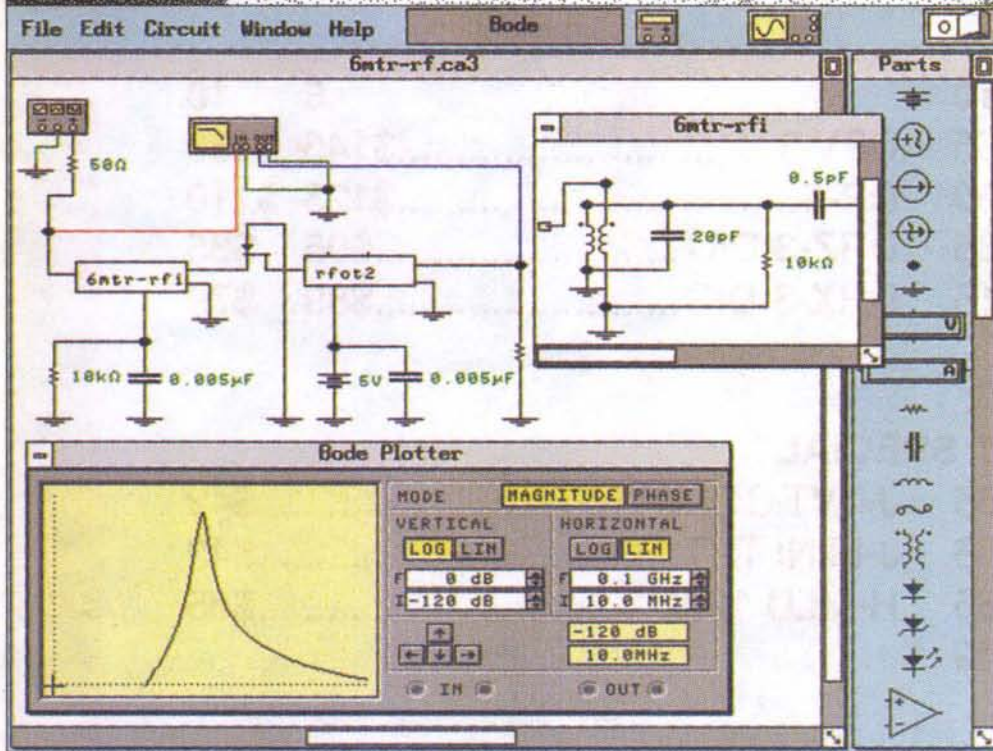 File Edit Circuit Window Help Bode
6mtr-rf.ca3
Parts
6mtr-rfi
50Ω
IN OUT
0.5pF
20pF
10kΩ
6mtr-rfi
rfot2
10kΩ
0.005µF
5V
0.005µF
V
A
Bode Plotter
MODE MAGNITUDE PHASE
VERTICAL HORIZONTAL
LOG LIN LOG LIN
F 0 dB F 0.1 GHz
I -120 dB I 10.0 MHz
-120 dB
10.0MHz
IN OUT